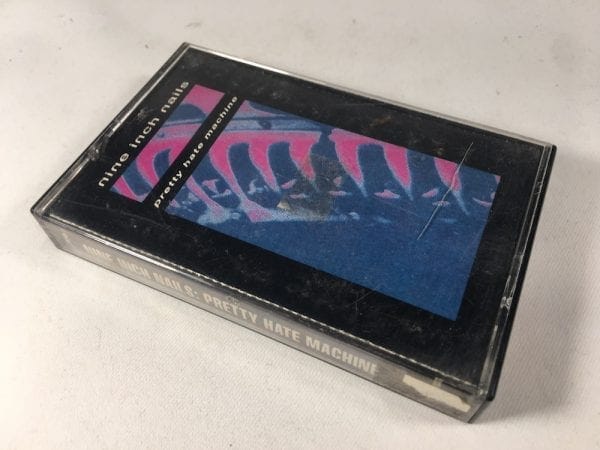 nine inch nails
pretty hate machine
NINE INCH NAILS: PRETTY HATE MACHINE